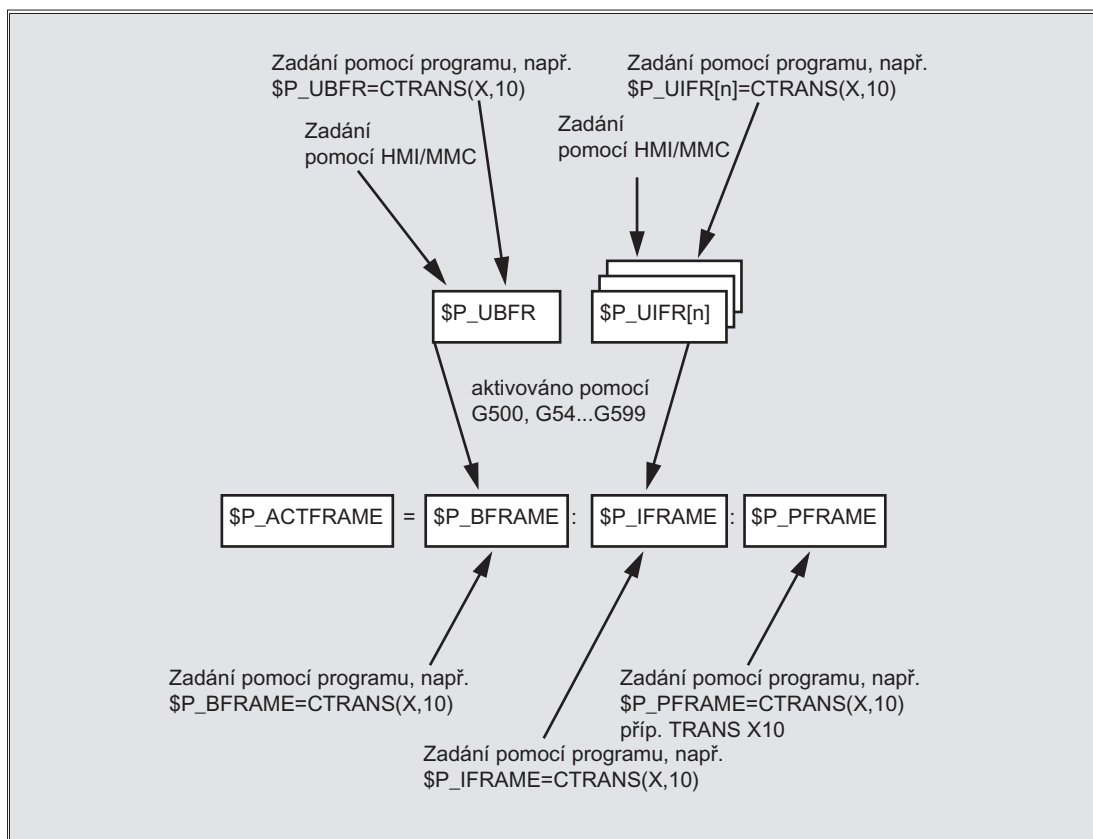 Zadání pomocí programu, např.
$P_UBFR=CTRANS(X,10)
Zadání pomocí programu, např.
$P_UIFR[n]=CTRANS(X,10)
Zadání
pomocí HMI/MMC
Zadání
pomocí HMI/MMC
$P_UBFR
$P_UIFR[n]
aktivováno pomocí
G500, G54...G599
$P_ACTFRAME = $P_BFRAME : $P_IFRAME : $P_PFRAME
Zadání pomocí programu, např.
$P_BFRAME=CTRANS(X,10)
Zadání pomocí programu, např.
$P_PFRAME=CTRANS(X,10)
příp. TRANS X10
Zadání pomocí programu, např.
$P_IFRAME=CTRANS(X,10)